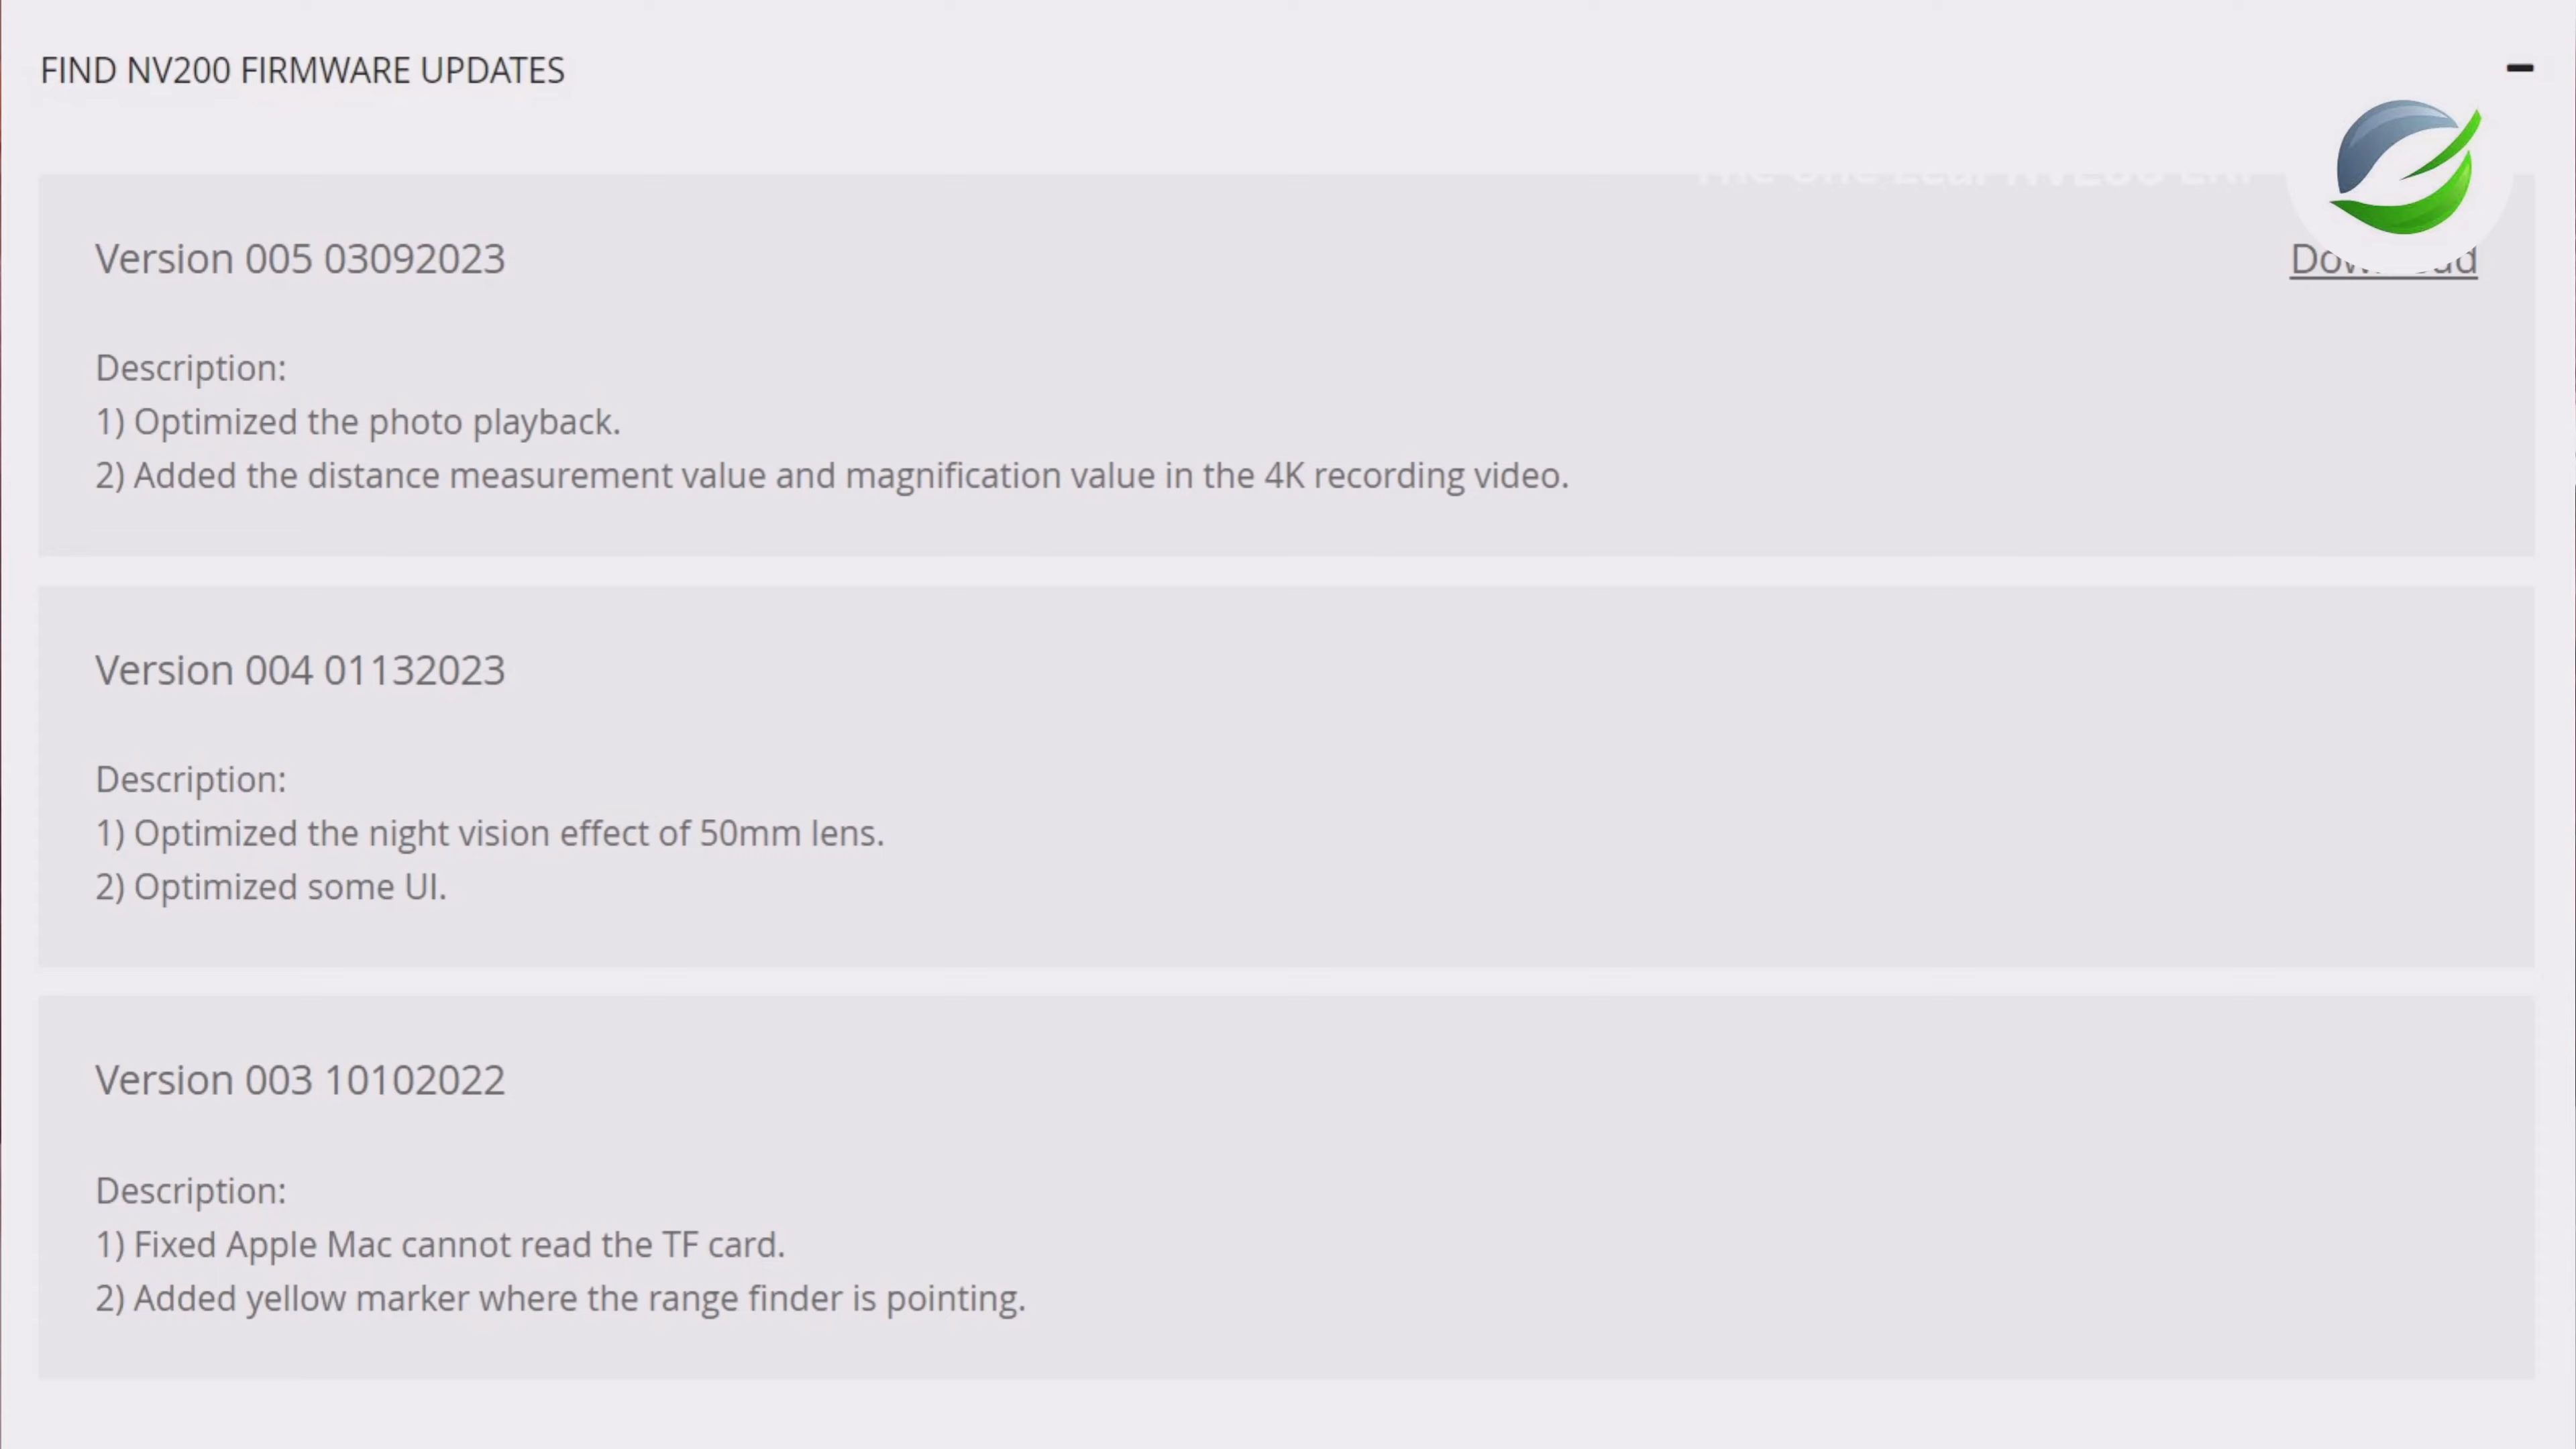 FIND NV200 FIRMWARE UPDATES
Version 005 03092023
Download
Description:
1) Optimized the photo playback.
2) Added the distance measurement value and magnification value in the 4K recording video.
Version 004 01132023
Description:
1) Optimized the night vision effect of 50mm lens.
2) Optimized some UI.
Version 003 10102022
Description:
1) Fixed Apple Mac cannot read the TF card.
2) Added yellow marker where the range finder is pointing.